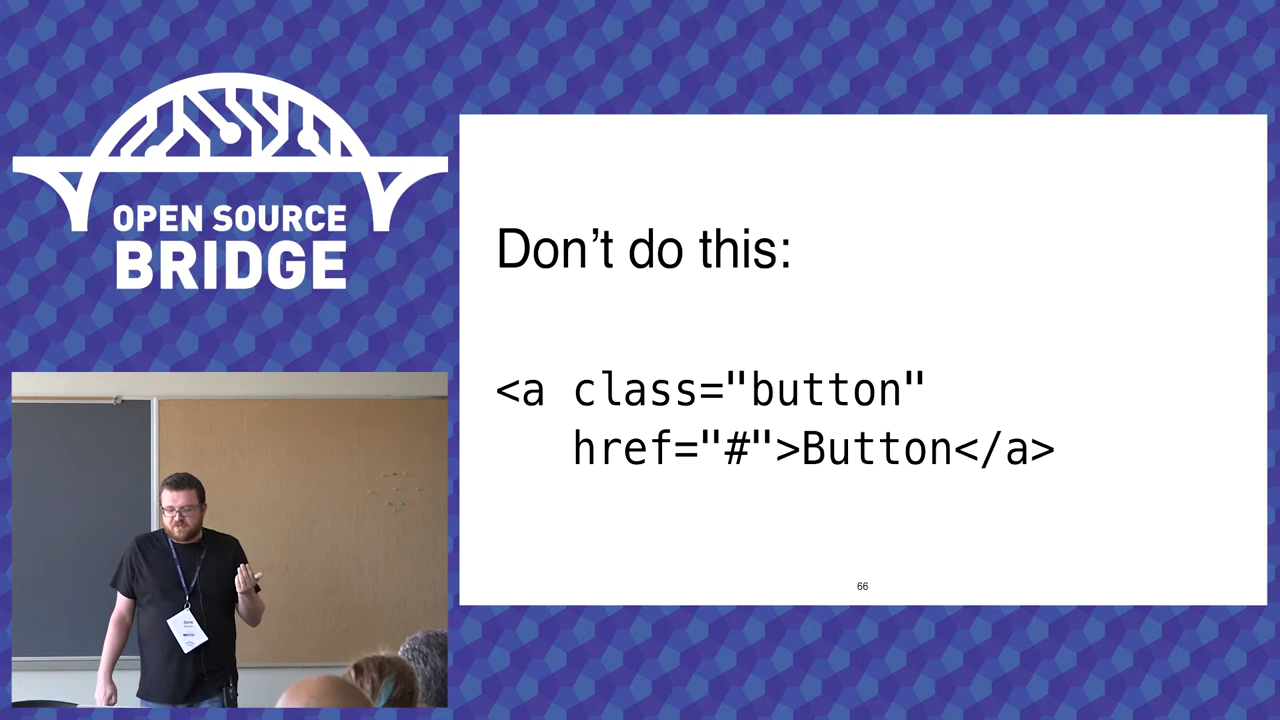 OPEN SOURCE
BRIDGE
Don't do this:
<a class="button"
href="#">Button</a>
66